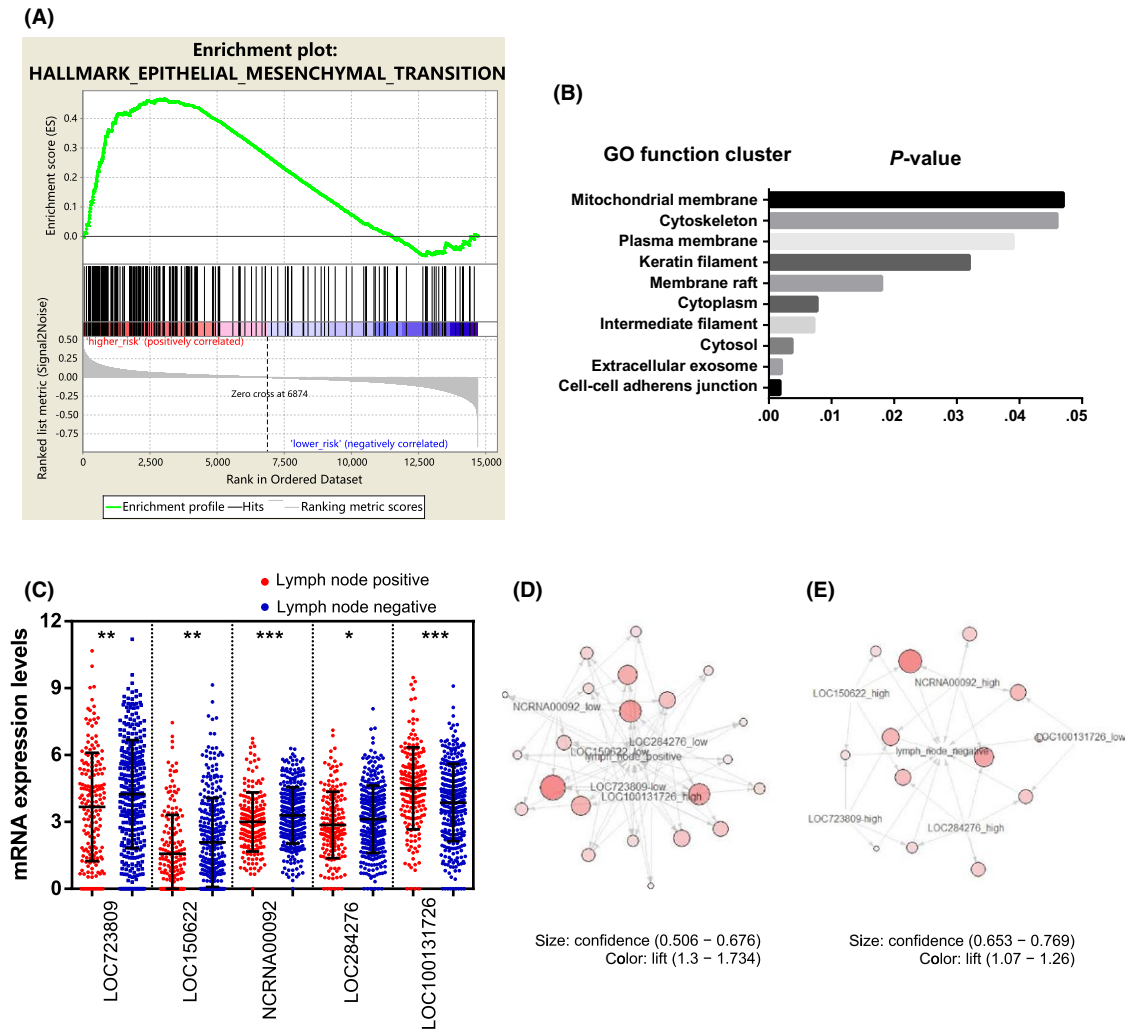 (A)
Enrichment plot:
HALLMARK_EPITHELIAL_MESENCHYMAL_TRANSITION
Enrichment score (ES)
0.4
0.3
0.2
0.1
0.0
'higher_risk' (positively correlated)
Ranked list metric (Signal2Noise)
0.50
0.25
0.00
-0.25
-0.50
-0.75
Zero cross at 6874
'lower_risk' (negatively correlated)
0 2,500 5,000 7,500 10,000 12,500 15,000
Rank in Ordered Dataset
Enrichment profile Hits Ranking metric scores
(B)
GO function cluster P-value
Mitochondrial membrane
Cytoskeleton
Plasma membrane
Keratin filament
Membrane raft
Cytoplasm
Intermediate filament
Cytosol
Extracellular exosome
Cell-cell adherens junction
.00 .01 .02 .03 .04 .05
(C)
Lymph node positive
Lymph node negative
mRNA expression levels
12
9
6
3
0
** ** *** * ***
LOC723809
LOC150622
NCRNA00092
LOC284276
LOC100131726
(D)
NCRNA00092_low
LOC284276_low
LOC150622_low
lymph_node_positive
LOC723809-low
LOC100131726_high
Size: confidence (0.506 − 0.676)
Color: lift (1.3 − 1.734)
(E)
NCRNA00092_high
LOC150622_high
LOC100131726_low
lymph_node_negative
LOC723809-high
LOC284276_high
Size: confidence (0.653 − 0.769)
Color: lift (1.07 − 1.26)